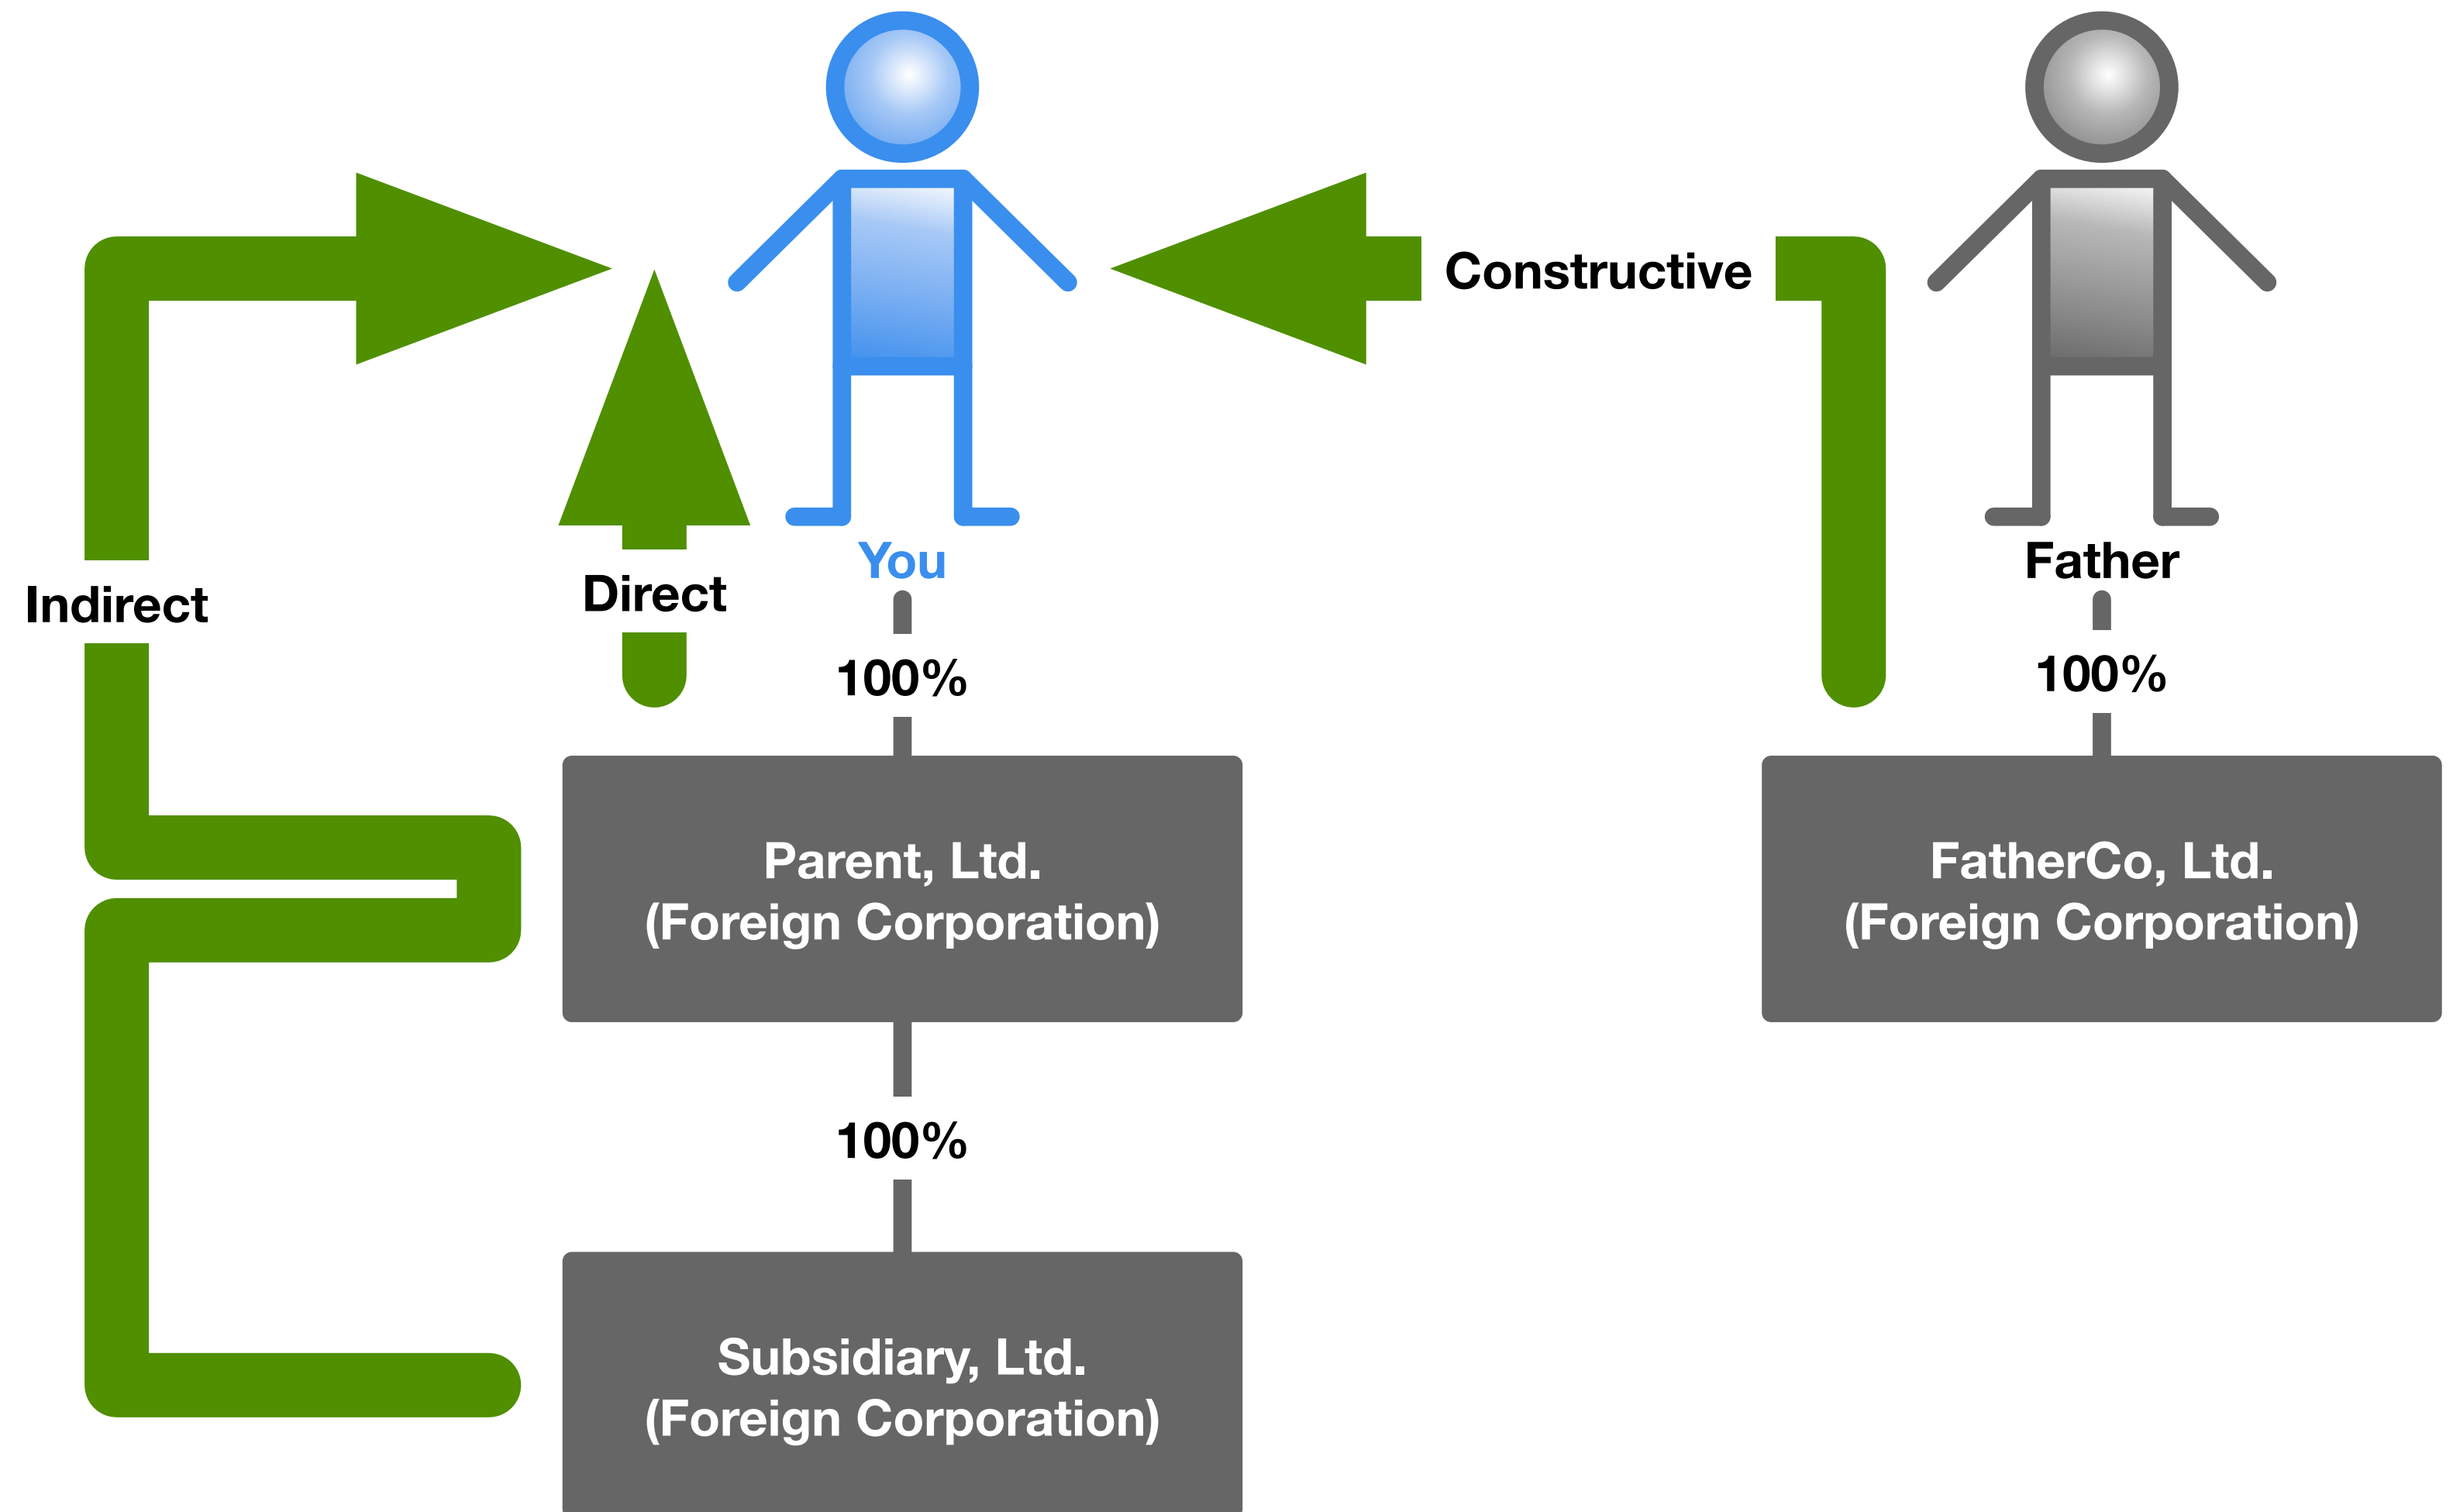 Constructive
Indirect
Direct
You
Father
100%
100%
Parent, Ltd.
(Foreign Corporation)
FatherCo, Ltd.
(Foreign Corporation)
100%
Subsidiary, Ltd.
(Foreign Corporation)